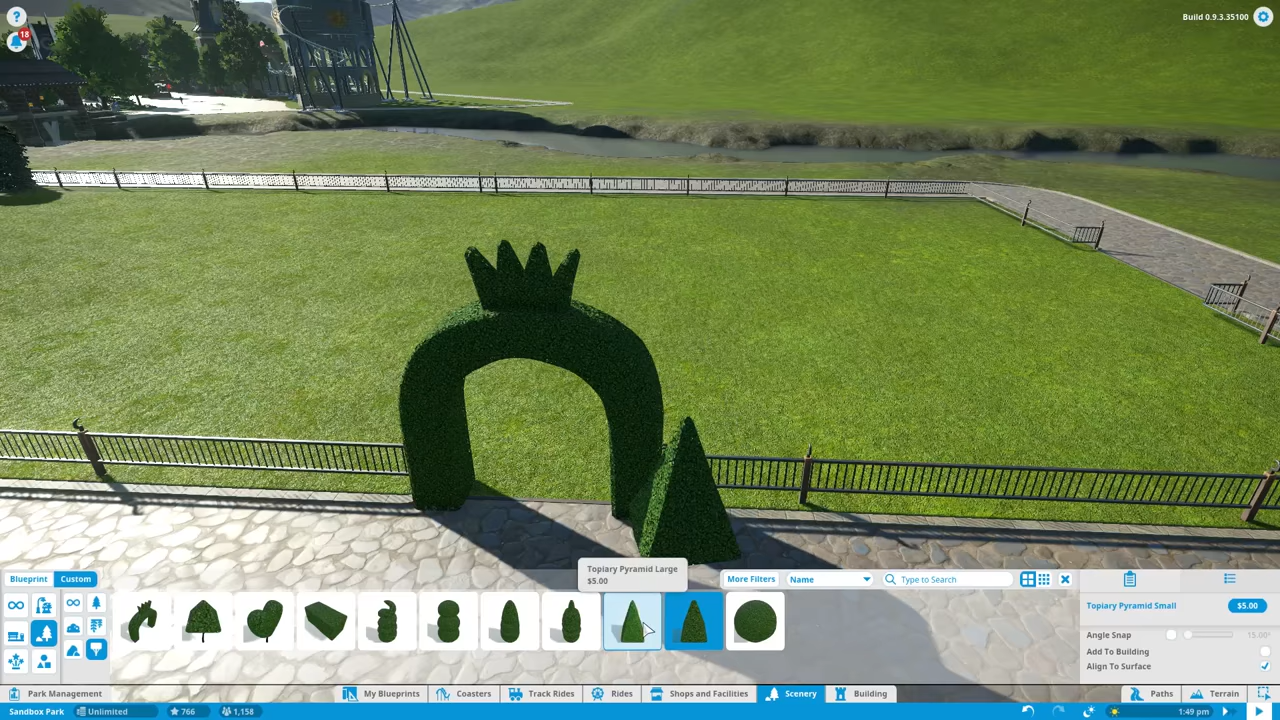 ?
18
Build 0.9.3.35100
Topiary Pyramid Large
$5.00
Blueprint
Custom
More Filters
Name
Type to Search
Topiary Pyramid Small
$5.00
Angle Snap
15.00°
Add To Building
Align To Surface
Park Management
My Blueprints
Coasters
Track Rides
Rides
Shops and Facilities
Scenery
Building
Paths
Terrain
Sandbox Park
Unlimited
766
1,158
1:49 pm